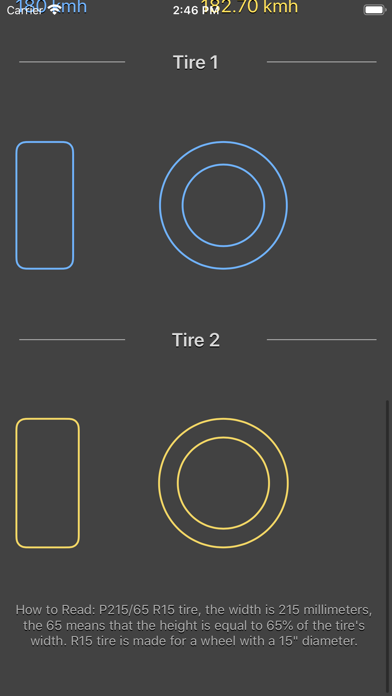 180 kmh 182.70 kmh
Carrier 2:46 PM
Tire 1
Tire 2
How to Read: P215/65 R15 tire, the width is 215 millimeters,
the 65 means that the height is equal to 65% of the tire's
width. R15 tire is made for a wheel with a 15" diameter.